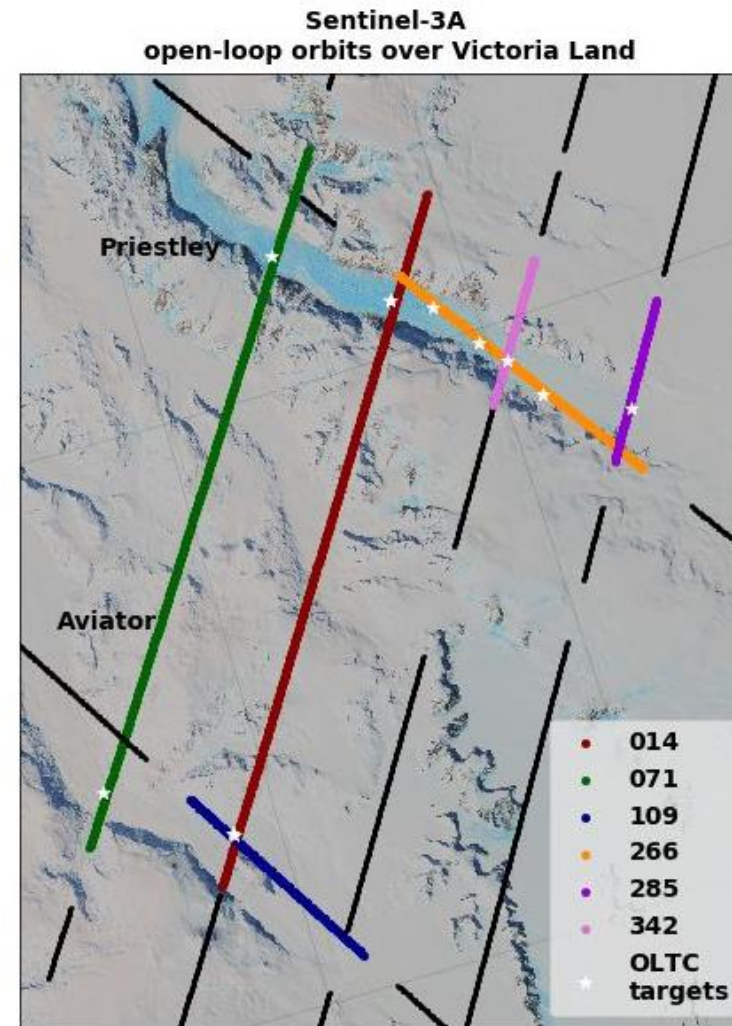 Sentinel-3A
open-loop orbits over Victoria Land
Priestley
Aviator
014
071
109
266
285
342
OLTC
targets